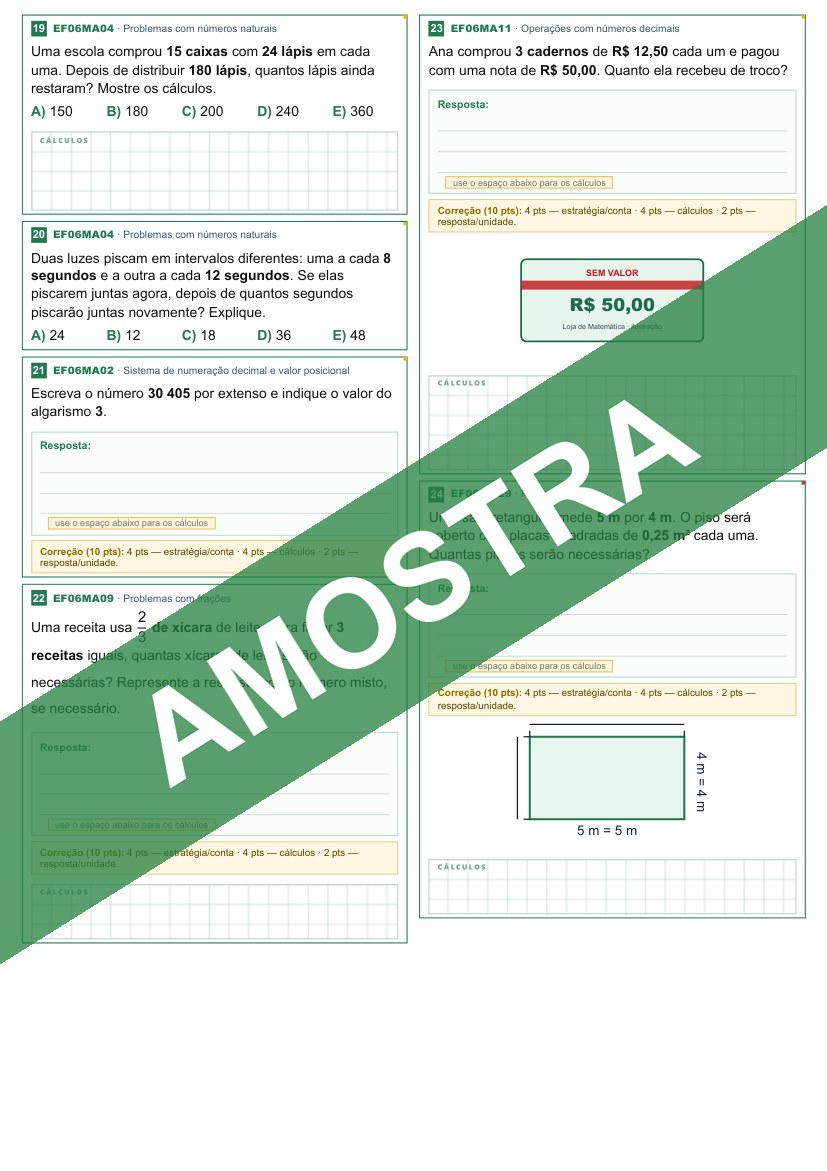 19 EF06MA04 · Problemas com números naturais
Uma escola comprou 15 caixas com 24 lápis em cada
uma. Depois de distribuir 180 lápis, quantos lápis ainda
restaram? Mostre os cálculos.
A) 150 B) 180 C) 200 D) 240 E) 360
CÁLCULOS
20 EF06MA04 · Problemas com números naturais
Duas luzes piscam em intervalos diferentes: uma a cada 8
segundos e a outra a cada 12 segundos. Se elas
piscarem juntas agora, depois de quantos segundos
piscarão juntas novamente? Explique.
A) 24 B) 12 C) 18 D) 36 E) 48
21 EF06MA02 · Sistema de numeração decimal e valor posicional
Escreva o número 30 405 por extenso e indique o valor do
algarismo 3.
Resposta:
use o espaço abaixo para os cálculos
Correção (10 pts): 4 pts — estratégia/conta · 4 pts — cálculos · 2 pts —
resposta/unidade.
22 EF06MA09 · Problemas com frações
Uma receita usa 2/3 de xícara de leite. 3
receitas iguais, quantas de
necessárias? Represente a número misto,
se necessário.
Resposta:
use o espaço abaixo para os cálculos
Correção (10 pts): 4 pts — estratégia/conta · 4 pts — cálculos · 2 pts —
resposta/unidade.
CÁLCULOS
23 EF06MA11 · Operações com números decimais
Ana comprou 3 cadernos de R$ 12,50 cada um e pagou
com uma nota de R$ 50,00. Quanto ela recebeu de troco?
Resposta:
use o espaço abaixo para os cálculos
Correção (10 pts): 4 pts — estratégia/conta · 4 pts — cálculos · 2 pts —
resposta/unidade.
SEM VALOR
R$ 50,00
Loja de Matemática · ilustração
CÁLCULOS
24
mede 5 m por 4 m. O piso será
placas quadradas de 0,25 m² cada uma.
Quantas serão necessárias?
Resposta:
use o espaço abaixo para os cálculos
Correção (10 pts): 4 pts — estratégia/conta · 4 pts — cálculos · 2 pts —
resposta/unidade.
4 m = 4 m
5 m = 5 m
CÁLCULOS
AMOSTRA